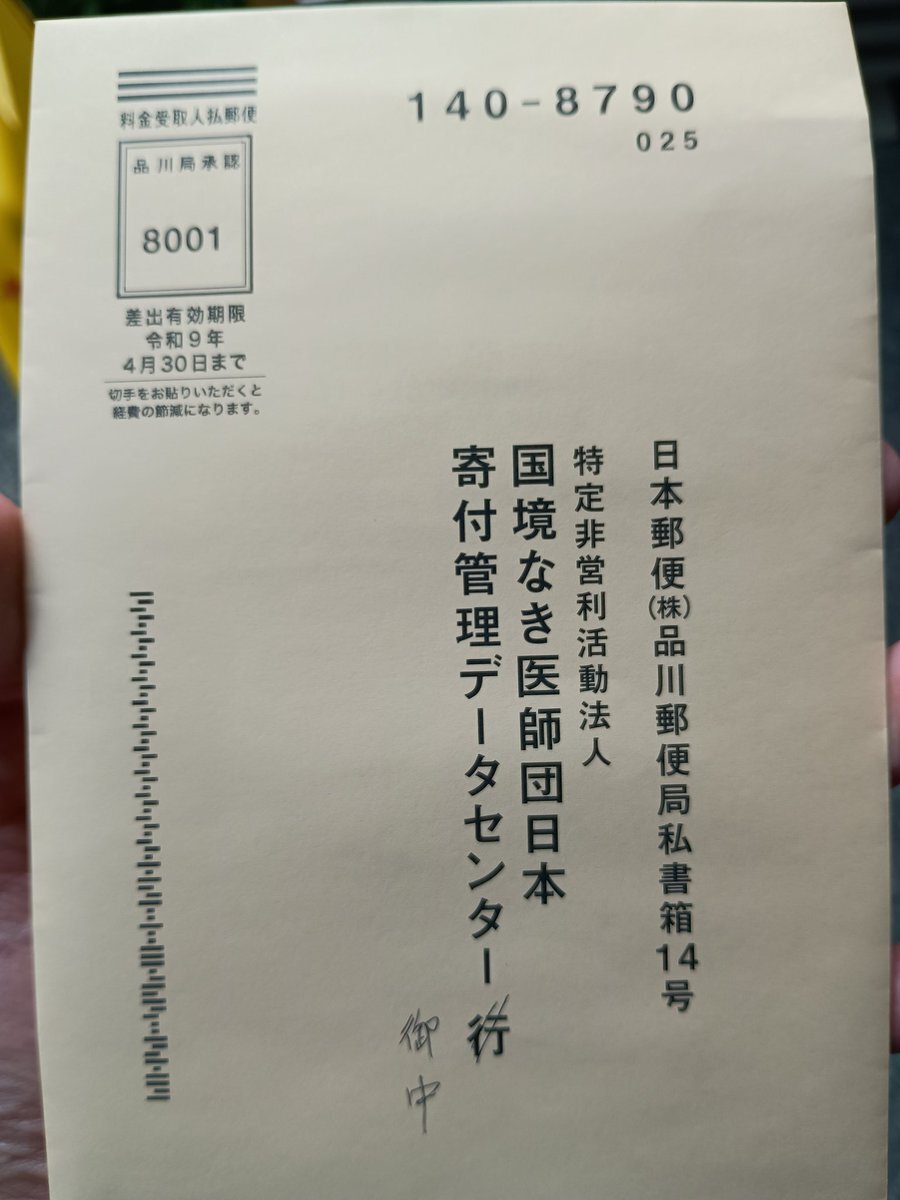 料金受取人払郵便
品川局承認
8001
差出有効期限
令和9年
4月30日まで
切手をお貼りいただくと
経費の節減になります。
140-8790
025
日本郵便(株)品川郵便局私書箱14号
特定非営利活動法人
国境なき医師団日本
寄付管理データセンター 行
御中